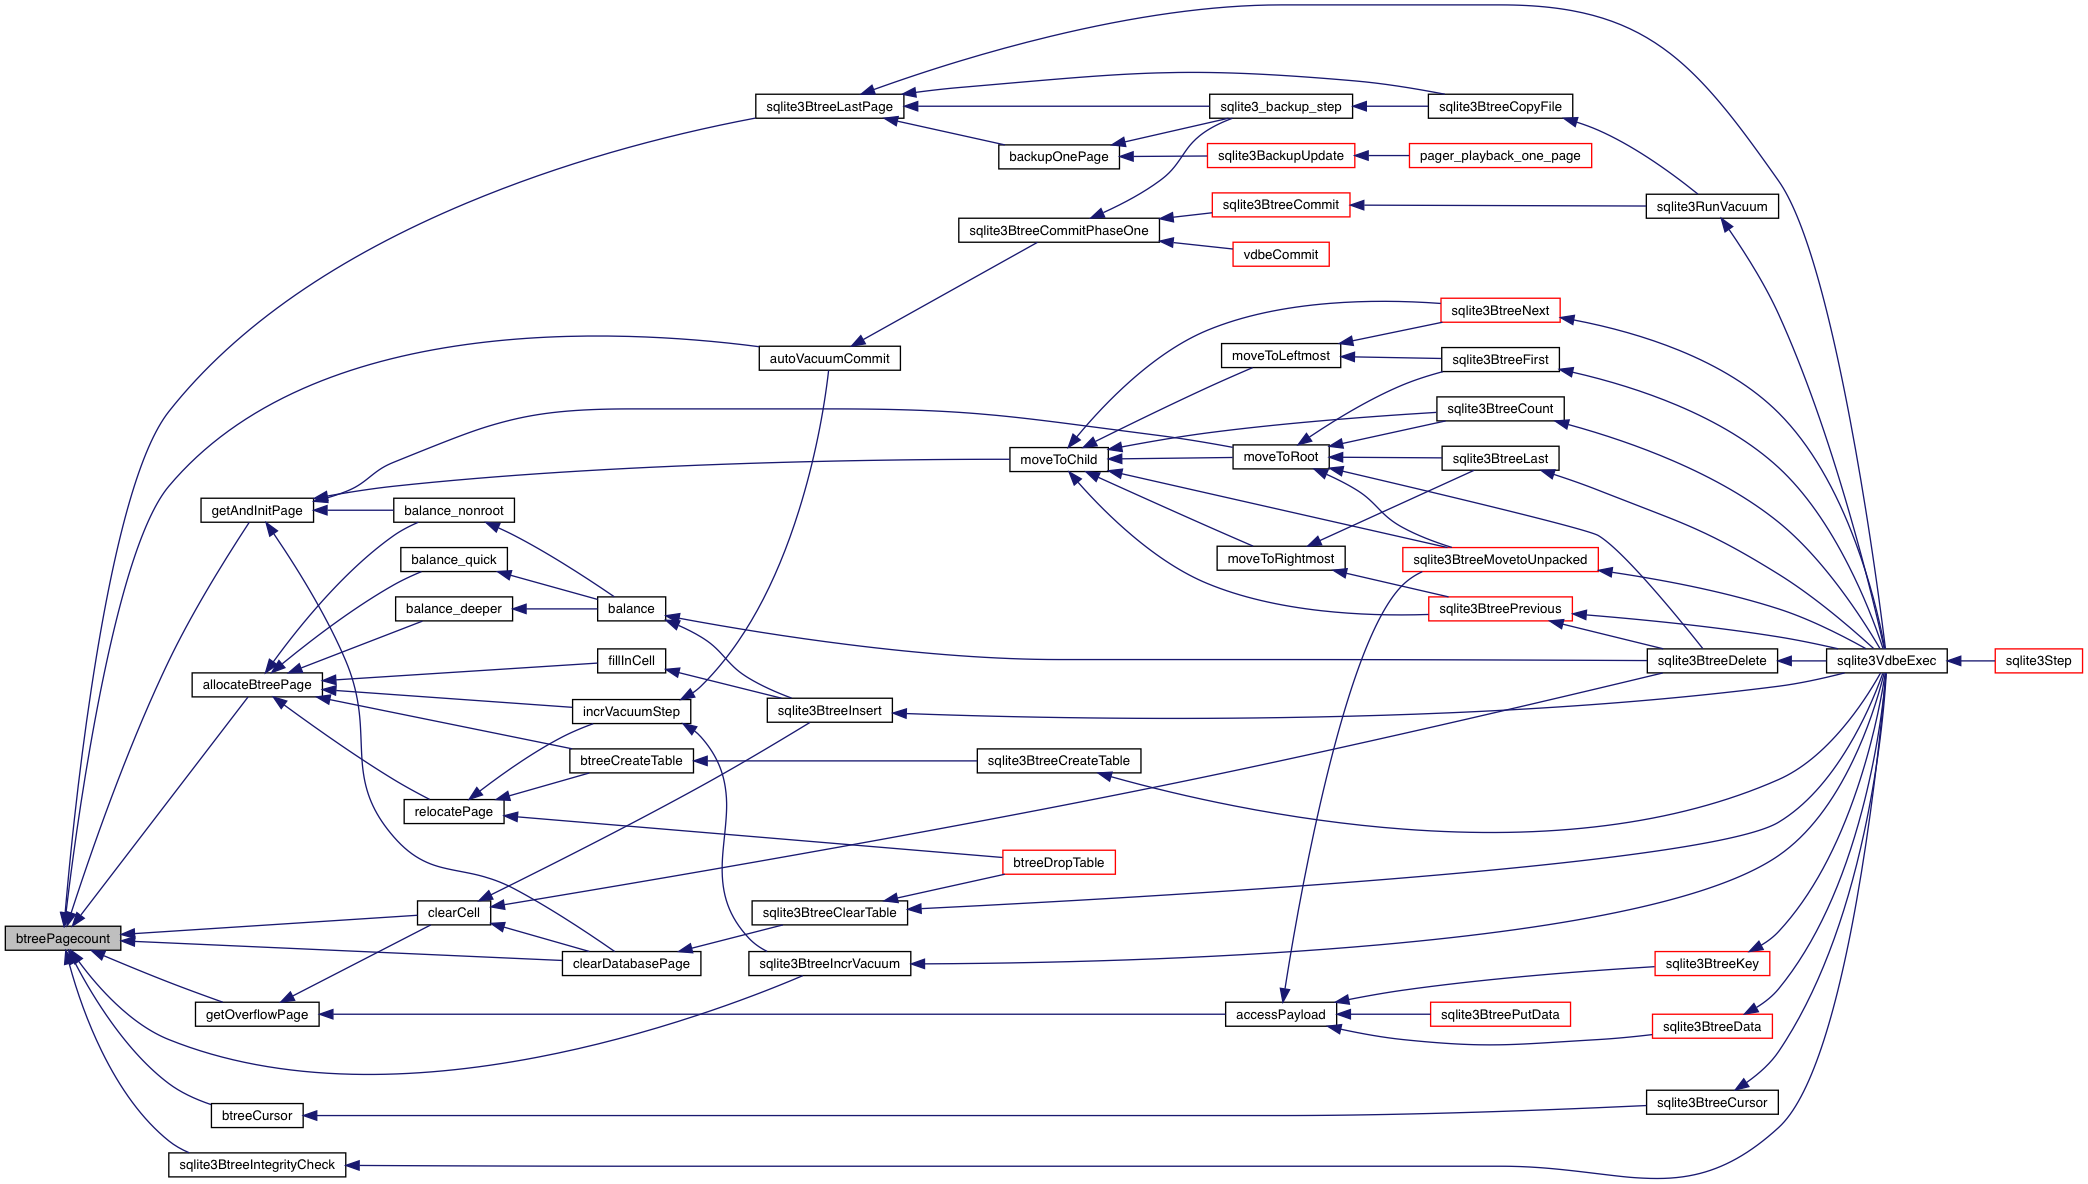 sqlite3BtreeLastPage
sqlite3_backup_step
sqlite3BtreeCopyFile
backupOnePage
sqlite3BackupUpdate
pager_playback_one_page
sqlite3BtreeCommit
sqlite3RunVacuum
sqlite3BtreeCommitPhaseOne
vdbeCommit
sqlite3BtreeNext
autoVacuumCommit
moveToLeftmost
sqlite3BtreeFirst
sqlite3BtreeCount
moveToChild
moveToRoot
sqlite3BtreeLast
getAndInitPage
balance_nonroot
balance_quick
moveToRightmost
sqlite3BtreeMovetoUnpacked
balance_deeper
balance
sqlite3BtreePrevious
fillInCell
sqlite3BtreeDelete
sqlite3VdbeExec
sqlite3Step
allocateBtreePage
incrVacuumStep
sqlite3BtreeInsert
btreeCreateTable
sqlite3BtreeCreateTable
relocatePage
btreeDropTable
clearCell
sqlite3BtreeClearTable
btreePagecount
clearDatabasePage
sqlite3BtreeIncrVacuum
sqlite3BtreeKey
getOverflowPage
accessPayload
sqlite3BtreePutData
sqlite3BtreeData
btreeCursor
sqlite3BtreeCursor
sqlite3BtreeIntegrityCheck